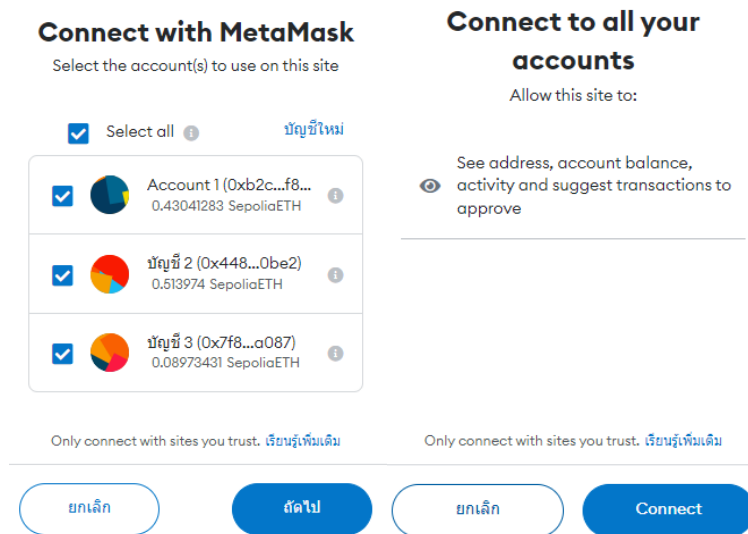 Connect with MetaMask
Select the account(s) to use on this site
Select all
บัญชีใหม่
Account 1 (0xb2c...f8...
0.43041283 SepoliaETH
บัญชี 2 (0x448...0be2)
0.513974 SepoliaETH
บัญชี 3 (0x7f8...a087)
0.08973431 SepoliaETH
Only connect with sites you trust. เรียนรู้เพิ่มเติม
ยกเลิก
ถัดไป
Connect to all your
accounts
Allow this site to:
See address, account balance,
activity and suggest transactions to
approve
Only connect with sites you trust. เรียนรู้เพิ่มเติม
ยกเลิก
Connect